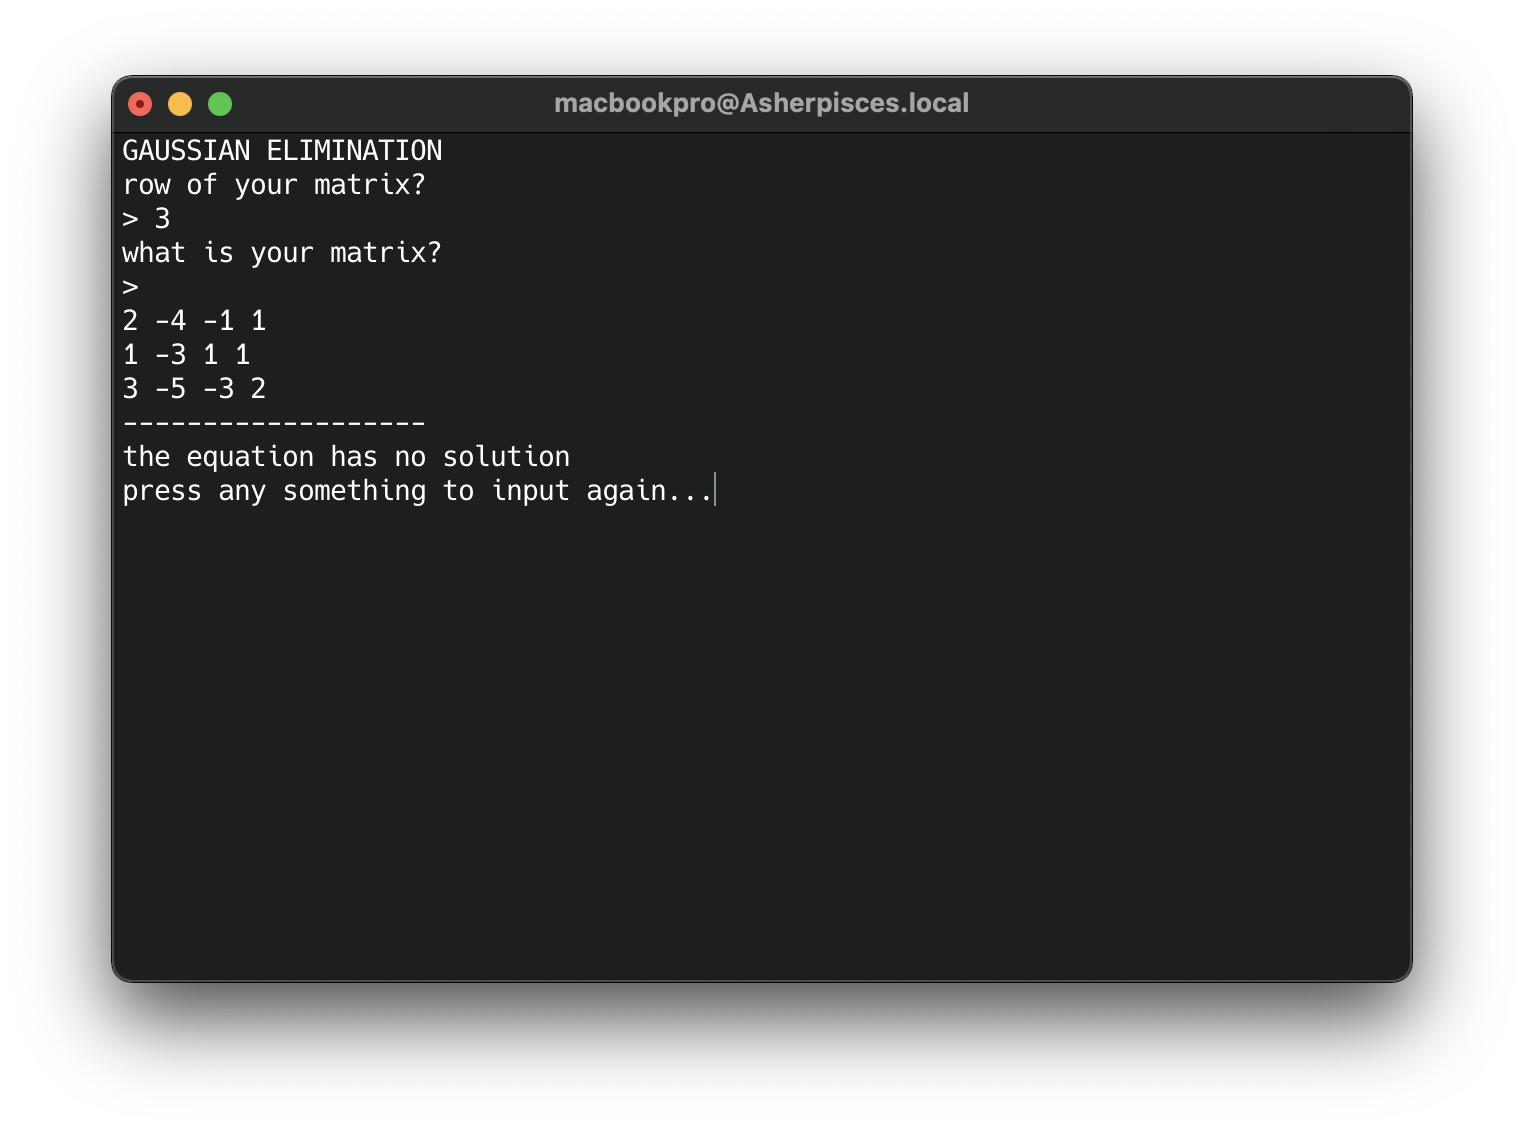 macbookpro@Asherpisces.local
GAUSSIAN ELIMINATION
row of your matrix?
> 3
what is your matrix?
>
2 -4 -1 1
1 -3 1 1
3 -5 -3 2
-------------------
the equation has no solution
press any something to input again...